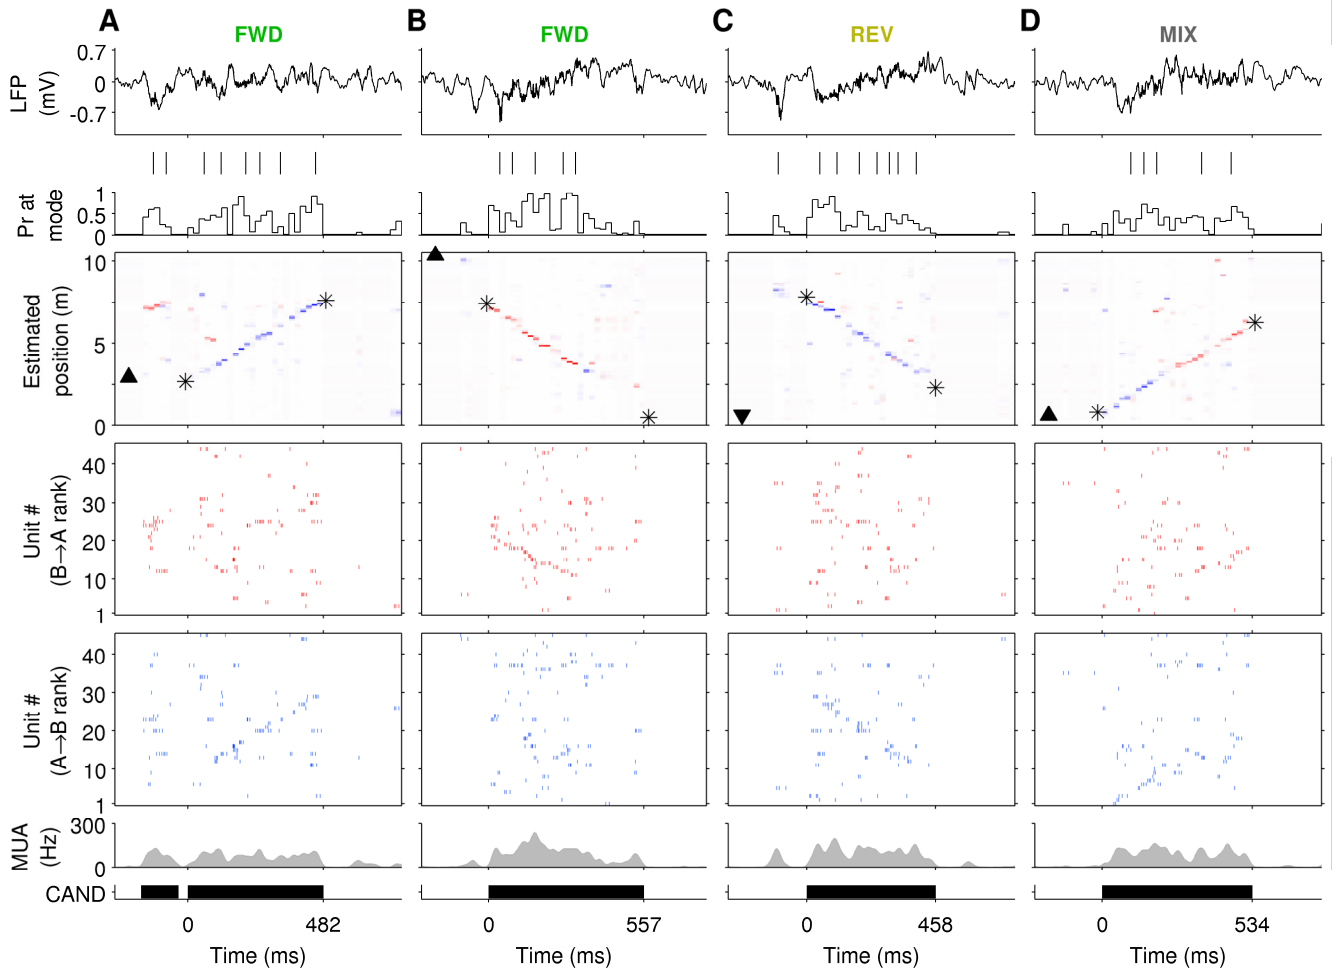 A B C D
FWD FWD REV MIX
LFP
(mV)
0.7
0
-0.7
Pr at
mode
1
0.5
0
Estimated
position (m)
10
5
0
Unit #
(B→A rank)
40
30
20
10
1
Unit #
(A→B rank)
40
30
20
10
1
MUA
(Hz)
300
0
CAND
0 482 0 557 0 458 0 534
Time (ms) Time (ms) Time (ms) Time (ms)